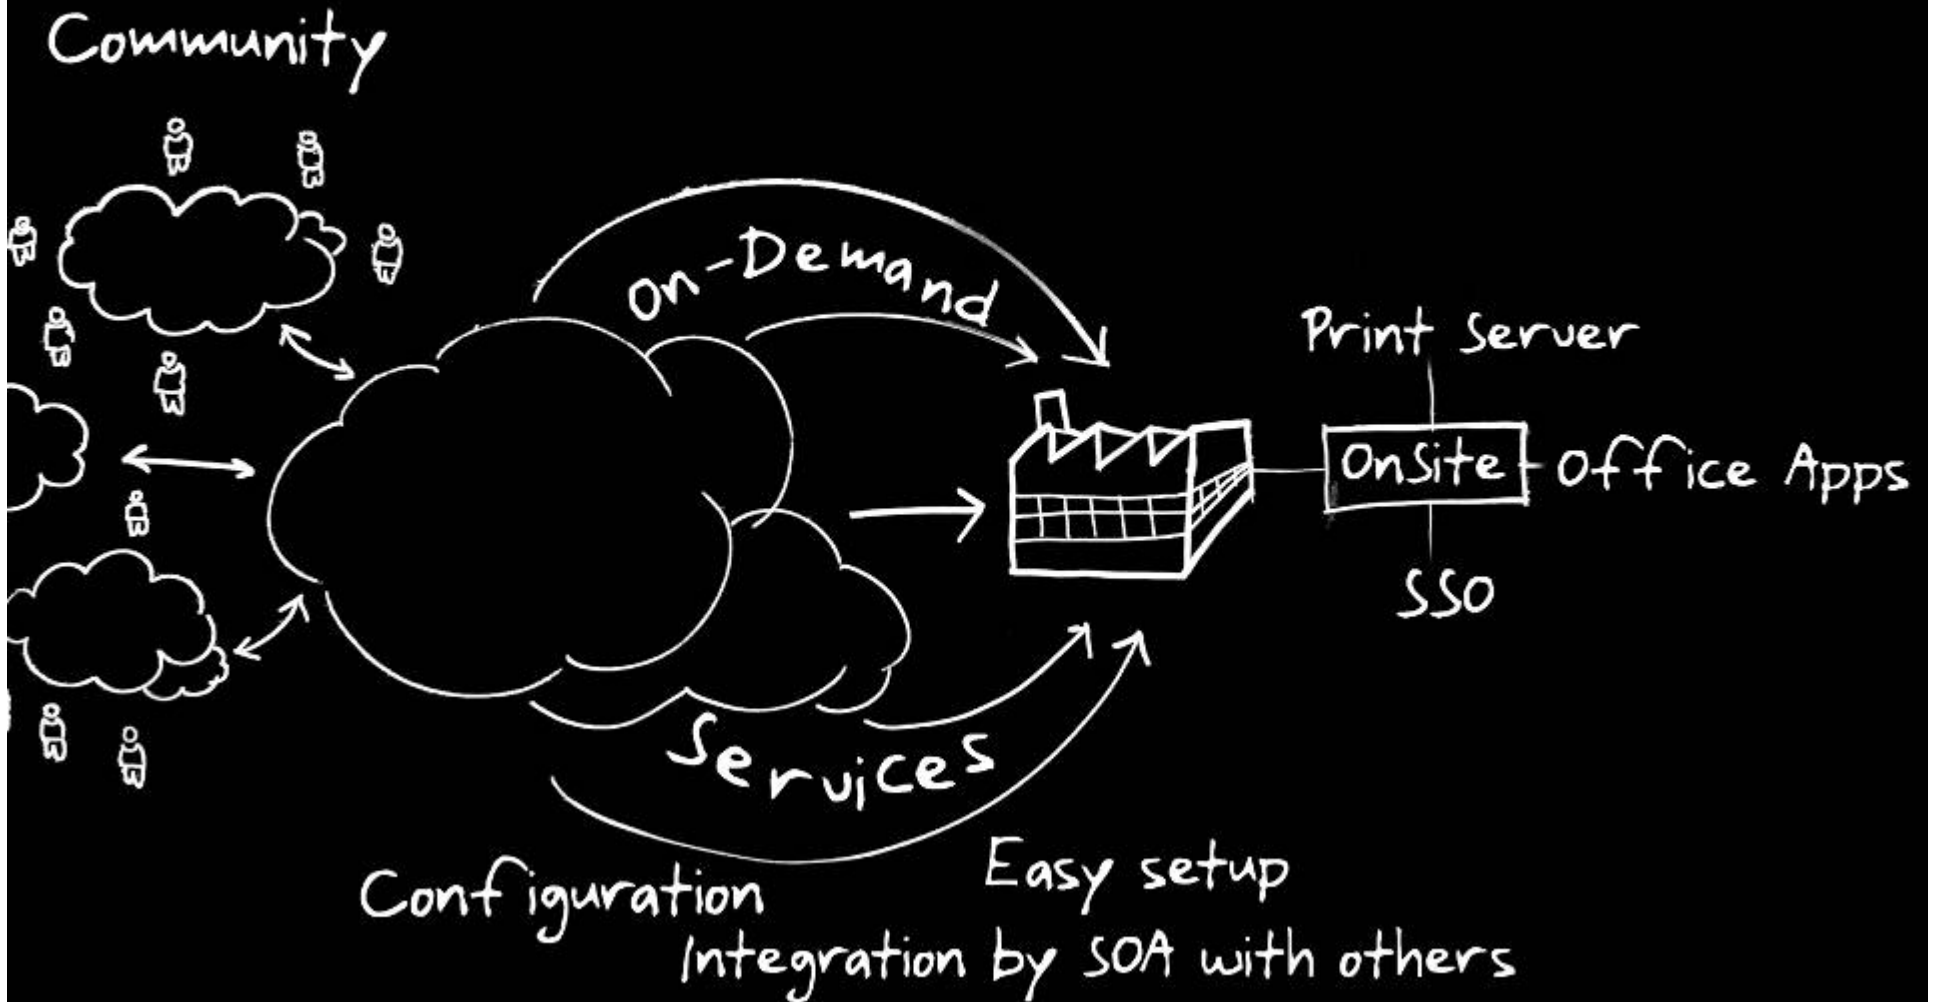 Community
On-Demand
Print Server
OnSite
Office Apps
SSO
Services
Easy setup
Configuration
Integration by SOA with others